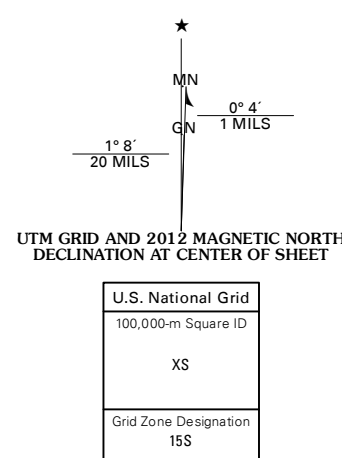 ★
MN
0° 4´
1 MILS
GN
1° 8´
20 MILS
UTM GRID AND 2012 MAGNETIC NORTH
DECLINATION AT CENTER OF SHEET
U.S. National Grid
100,000-m Square ID
XS
Grid Zone Designation
15S